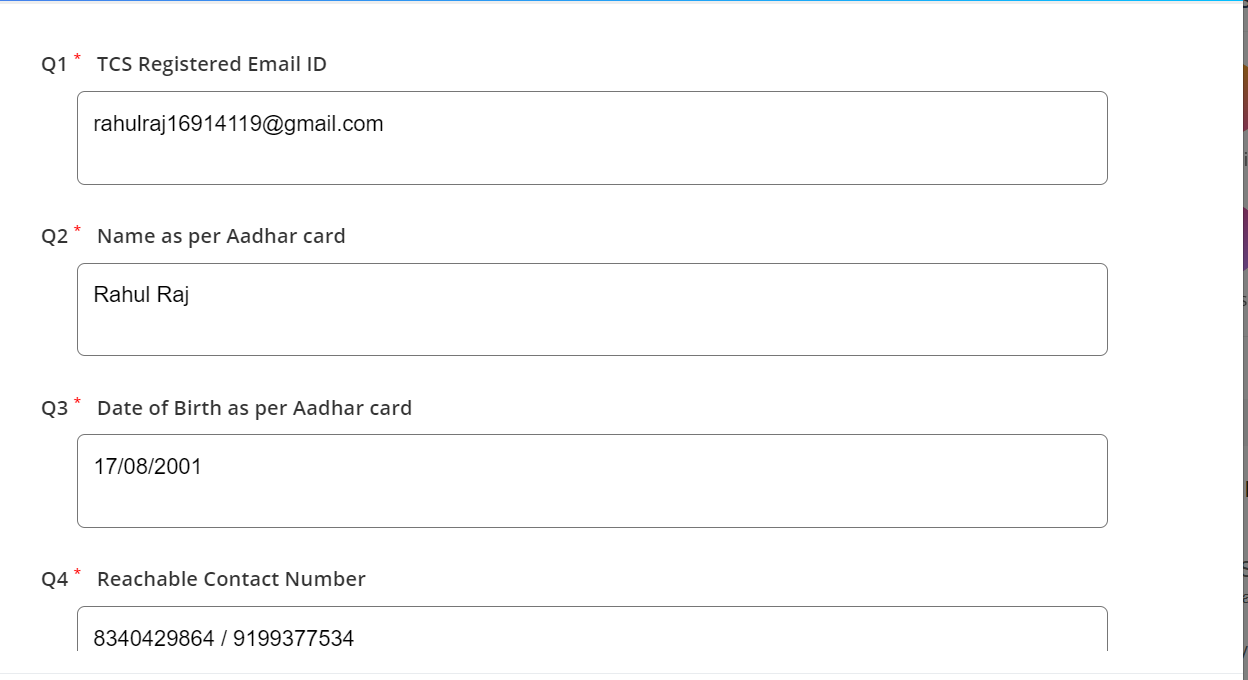 Q1 * TCS Registered Email ID
rahulraj16914119@gmail.com
Q2 * Name as per Aadhar card
Rahul Raj
Q3 * Date of Birth as per Aadhar card
17/08/2001
Q4 * Reachable Contact Number
8340429864 / 9199377534